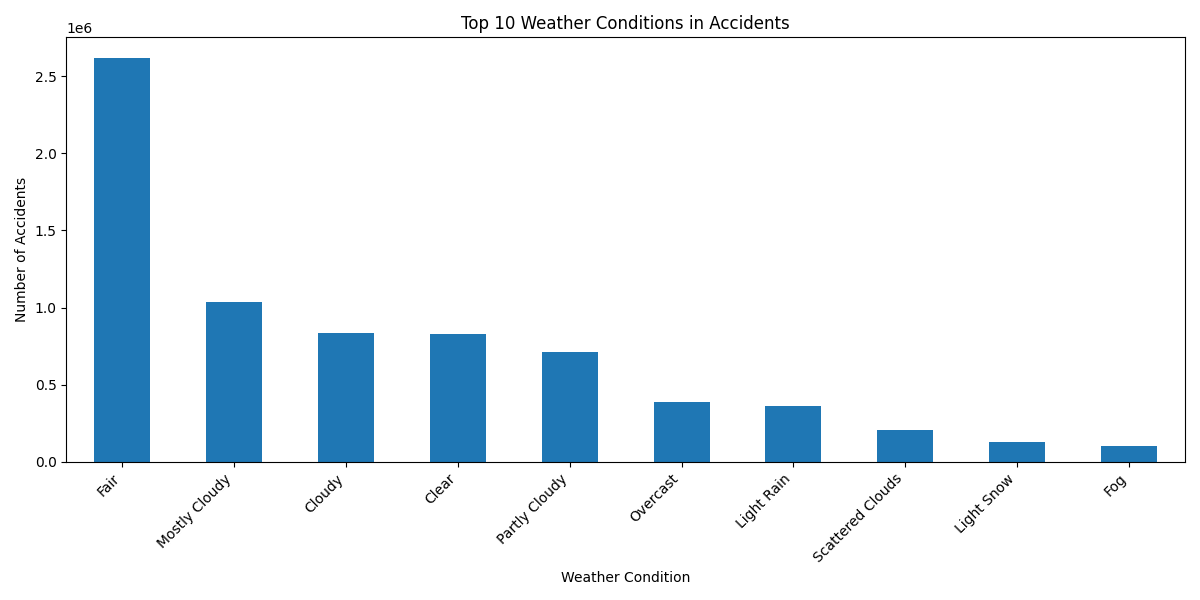 Top 10 Weather Conditions in Accidents
1e6
2.5
2.0
1.5
1.0
0.5
0.0
Number of Accidents
Fair
Mostly Cloudy
Cloudy
Clear
Partly Cloudy
Overcast
Light Rain
Scattered Clouds
Light Snow
Fog
Weather Condition